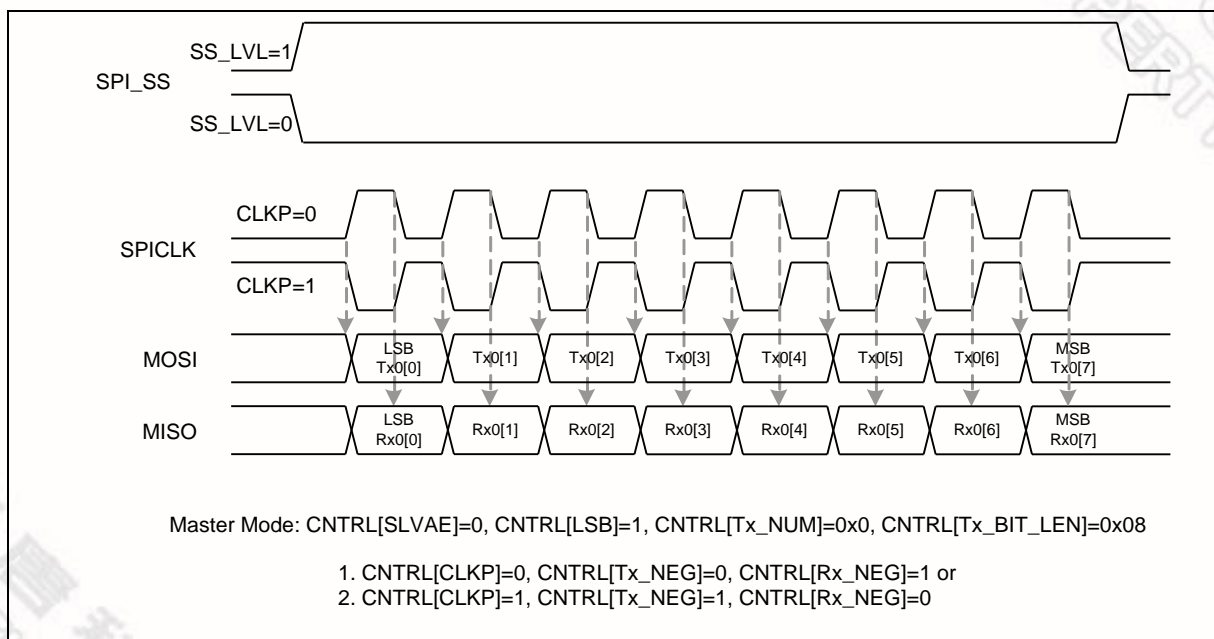 SS_LVL=1
SPI_SS
SS_LVL=0
CLKP=0
SPICLK
CLKP=1
MOSI
LSB
Tx0[0]
Tx0[1]
Tx0[2]
Tx0[3]
Tx0[4]
Tx0[5]
Tx0[6]
MSB
Tx0[7]
MISO
LSB
Rx0[0]
Rx0[1]
Rx0[2]
Rx0[3]
Rx0[4]
Rx0[5]
Rx0[6]
MSB
Rx0[7]
Master Mode: CNTRL[SLVAE]=0, CNTRL[LSB]=1, CNTRL[Tx_NUM]=0x0, CNTRL[Tx_BIT_LEN]=0x08
1. CNTRL[CLKP]=0, CNTRL[Tx_NEG]=0, CNTRL[Rx_NEG]=1 or
2. CNTRL[CLKP]=1, CNTRL[Tx_NEG]=1, CNTRL[Rx_NEG]=0